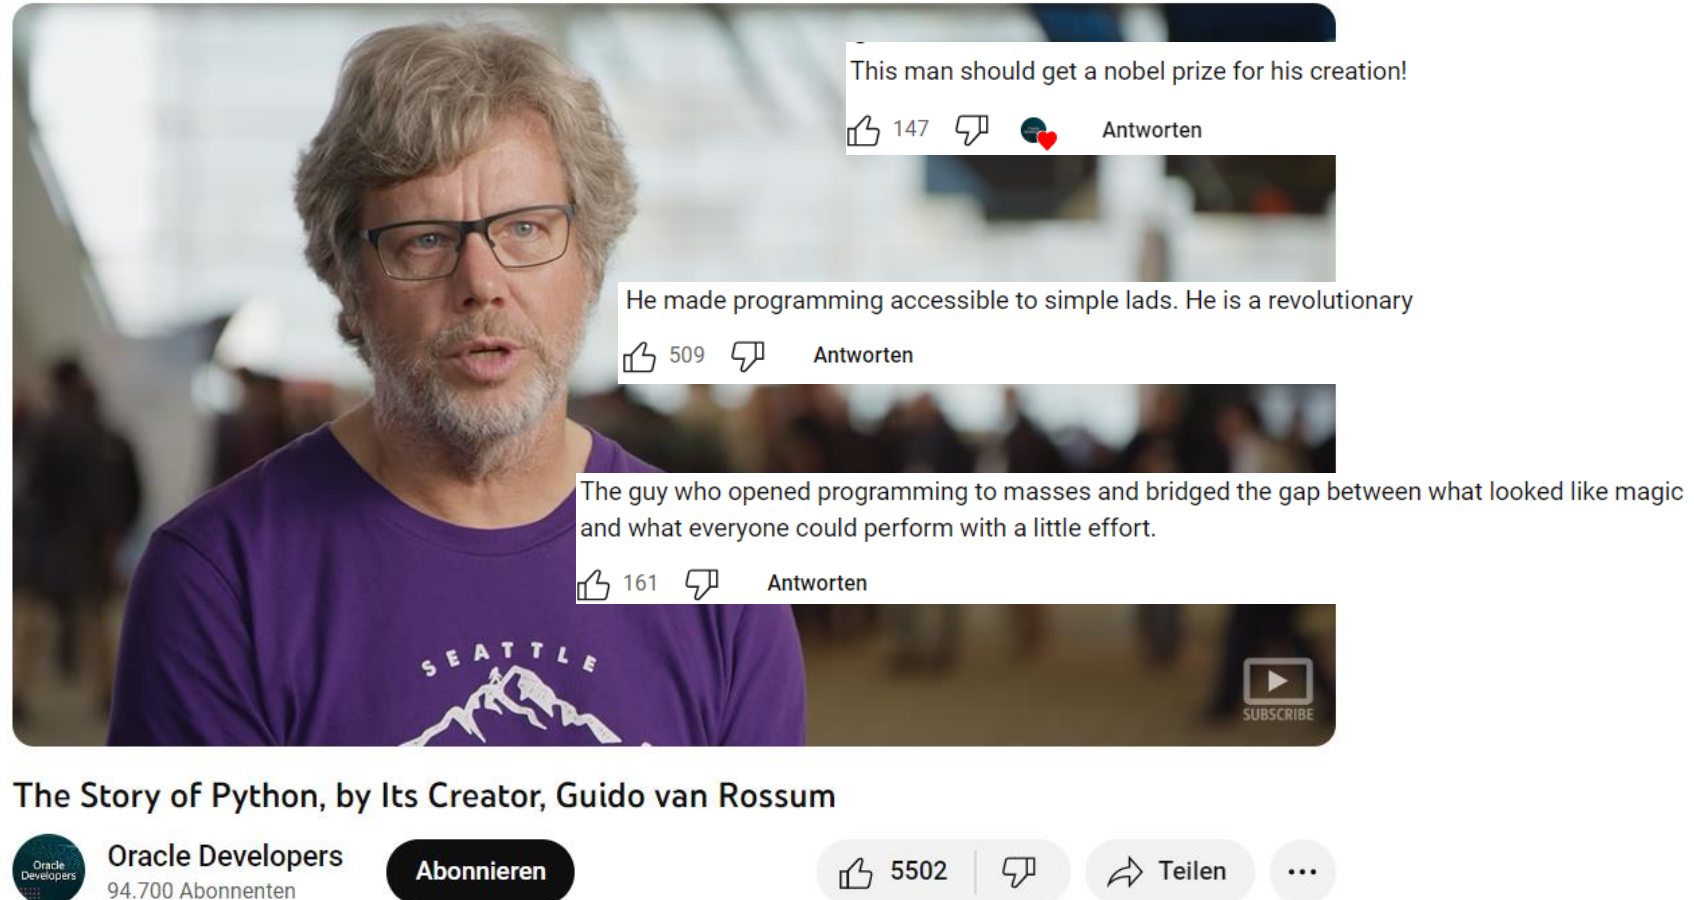 This man should get a nobel prize for his creation!
147 Antworten
He made programming accessible to simple lads. He is a revolutionary
509 Antworten
The guy who opened programming to masses and bridged the gap between what looked like magic
and what everyone could perform with a little effort.
161 Antworten
SEATTLE
SUBSCRIBE
The Story of Python, by Its Creator, Guido van Rossum
Oracle
Developers
Oracle Developers
94.700 Abonnenten
Abonnieren
5502
Teilen